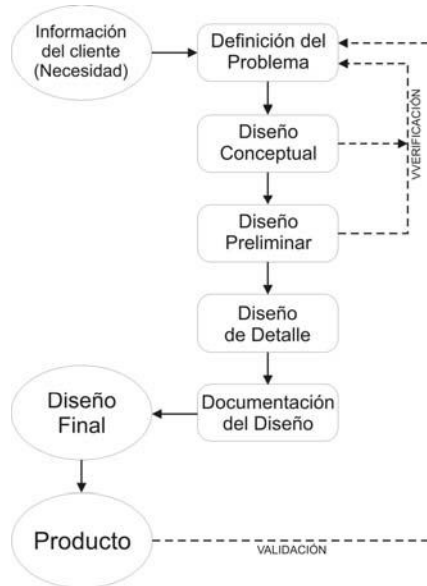 Información
del cliente
(Necesidad)
Definición del
Problema
Diseño
Conceptual
VVERIFICACIÓN
Diseño
Preliminar
Diseño
de Detalle
Diseño
Final
Documentación
del Diseño
Producto
VALIDACIÓN